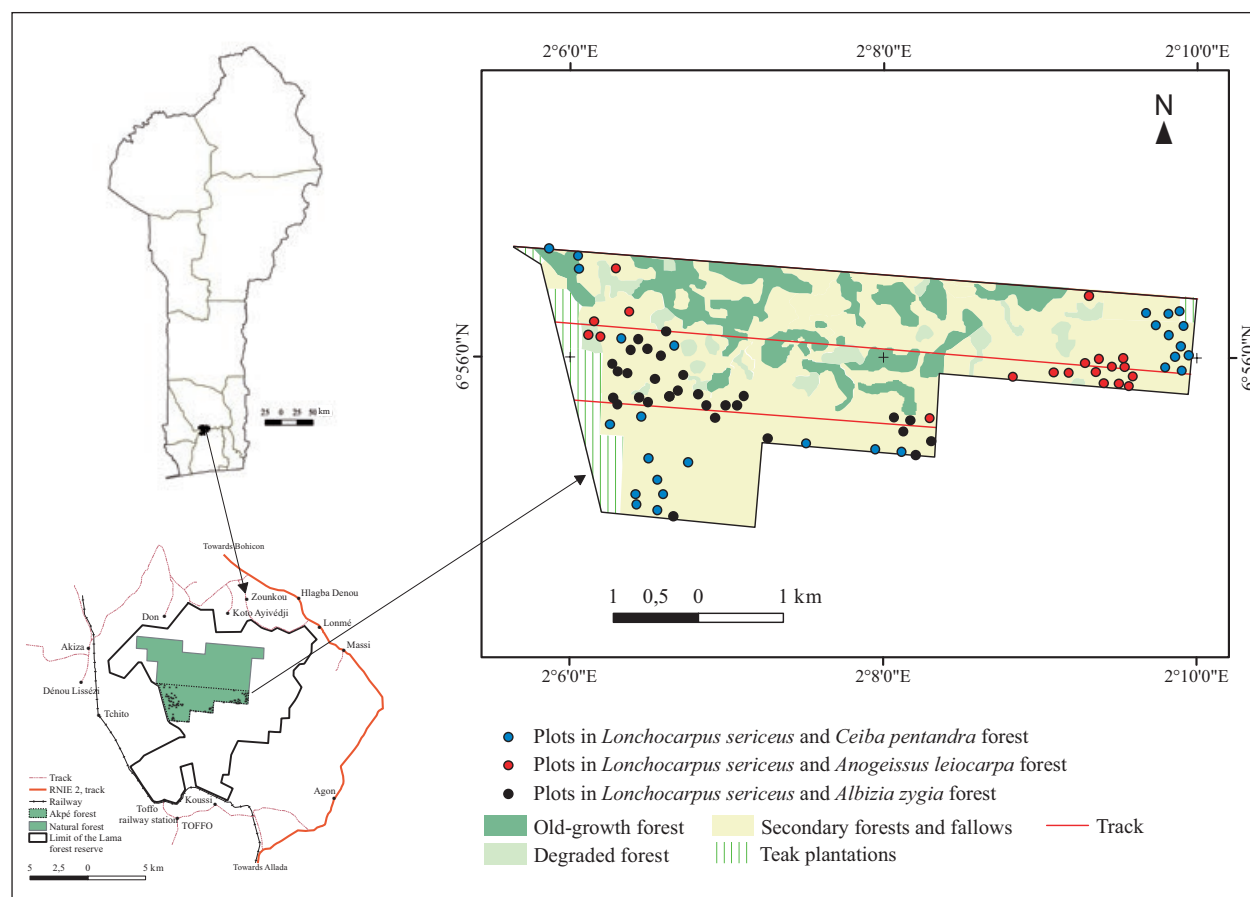 25 0 25 50 km
Towards Bohicon
Zounkou
Hlagba Denou
Don
Koto Ayivédji
Lonmé
Akiza
Massi
Dénou Lissézi
Tchito
Agon
Koussi
Toffo
railway station
TOFFO
Towards Allada
Track
RNIE 2, track
Railway
Akpé forest
Natural forest
Limit of the Lama
forest reserve
5 2,5 0 5 km
2°6'0"E 2°8'0"E 2°10'0"E
N
6°56'0"N 6°56'0"N
1 0,5 0 1 km
2°6'0"E 2°8'0"E 2°10'0"E
Plots in Lonchocarpus sericeus and Ceiba pentandra forest
Plots in Lonchocarpus sericeus and Anogeissus leiocarpa forest
Plots in Lonchocarpus sericeus and Albizia zygia forest
Old-growth forest Secondary forests and fallows Track
Degraded forest Teak plantations